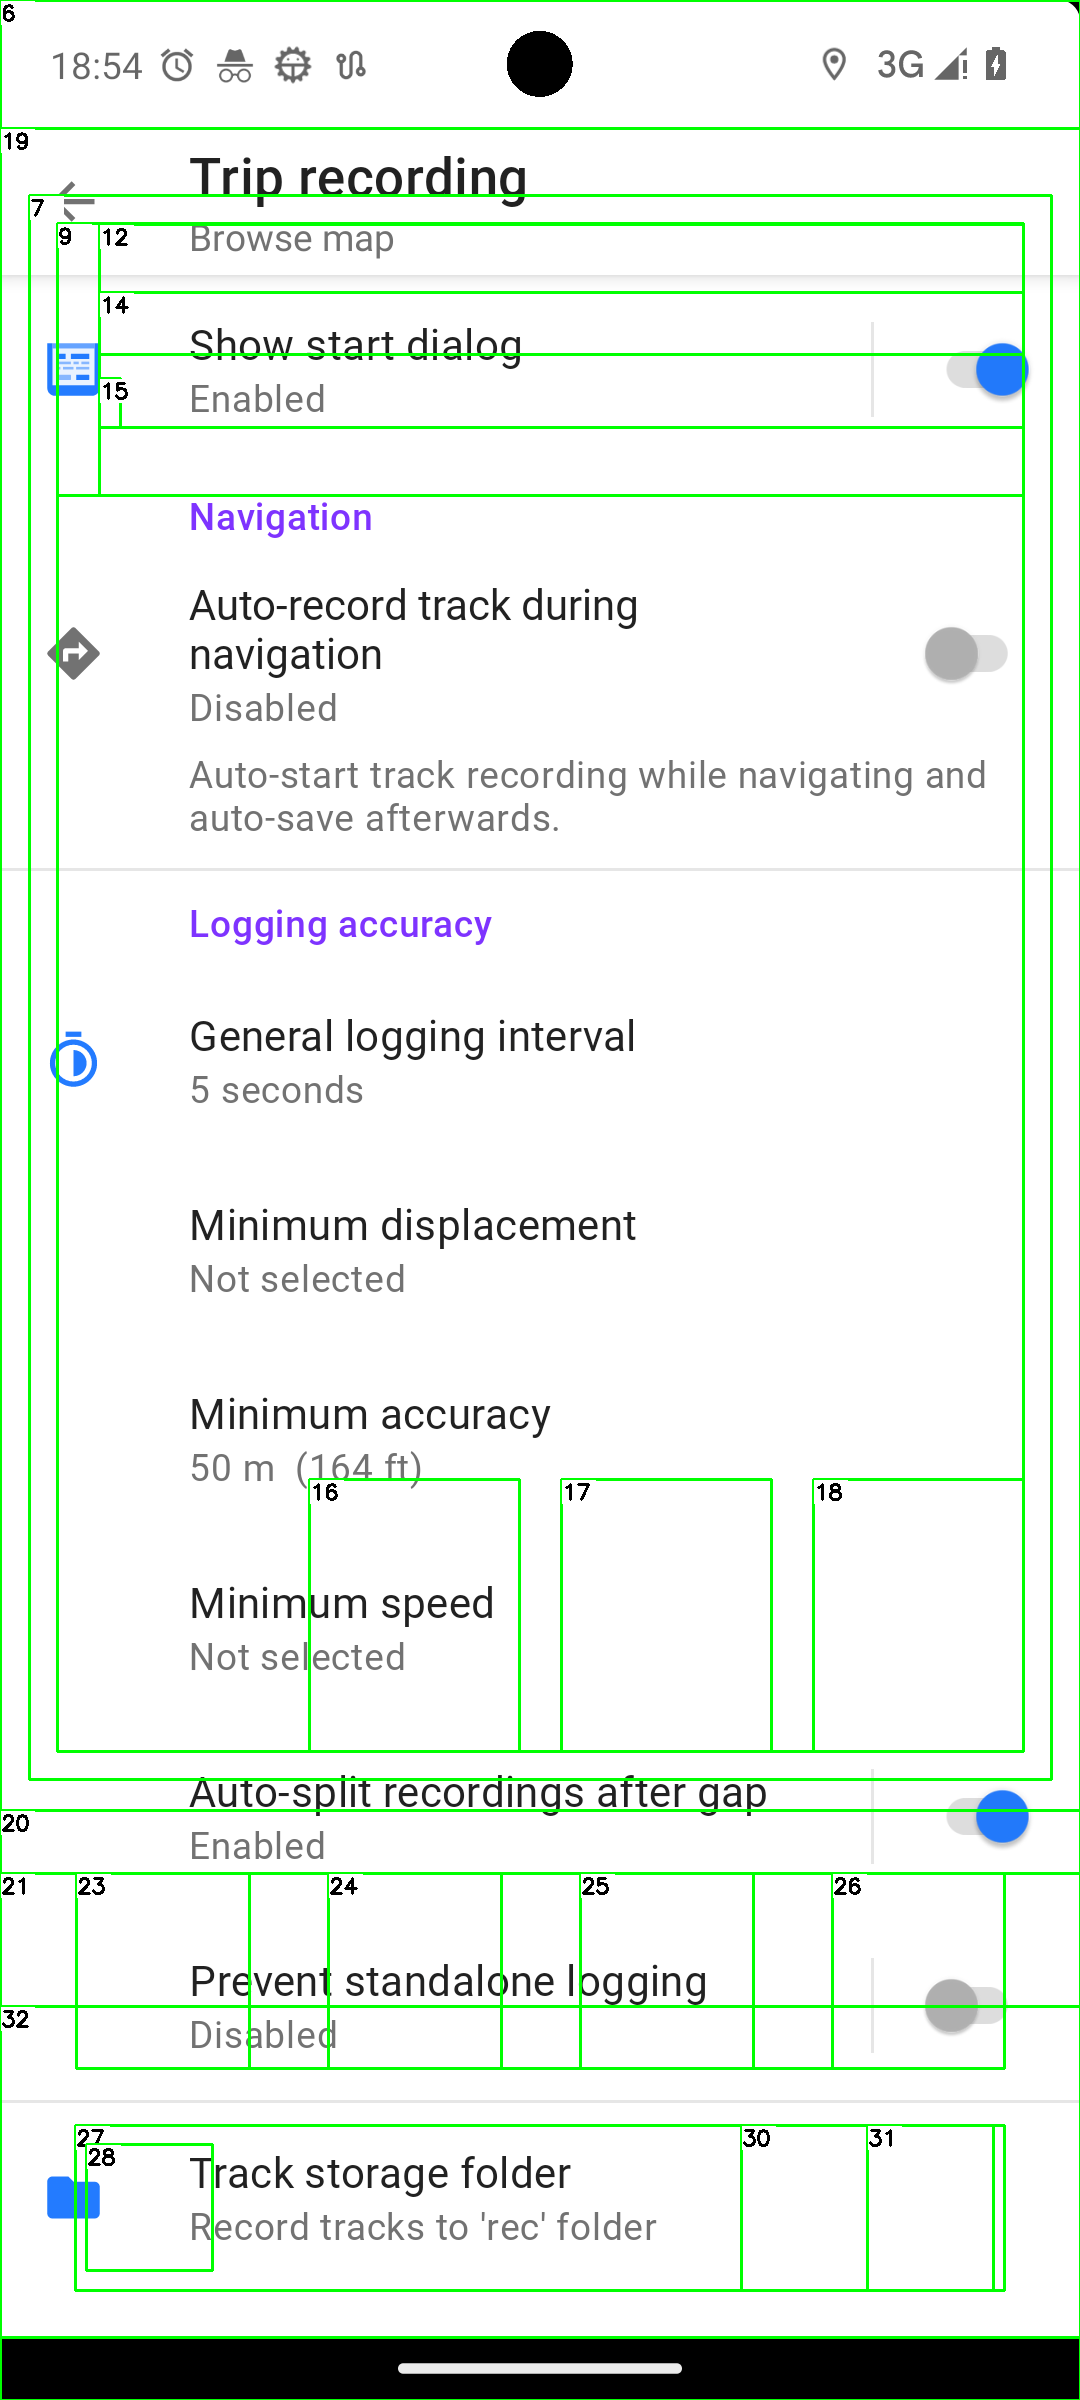 6
18:54
3G
19
Trip recording
7
9
12
Browse map
14
Show start dialog
15
Enabled
Navigation
Auto-record track during
navigation
Disabled
Auto-start track recording while navigating and
auto-save afterwards.
Logging accuracy
General logging interval
5 seconds
Minimum displacement
Not selected
Minimum accuracy
50 m (164 ft)
16
17
18
Minimum speed
Not selected
Auto-split recordings after gap
20
Enabled
21
23
24
25
26
Prevent standalone logging
32
Disabled
27
30
31
28
Track storage folder
Record tracks to 'rec' folder